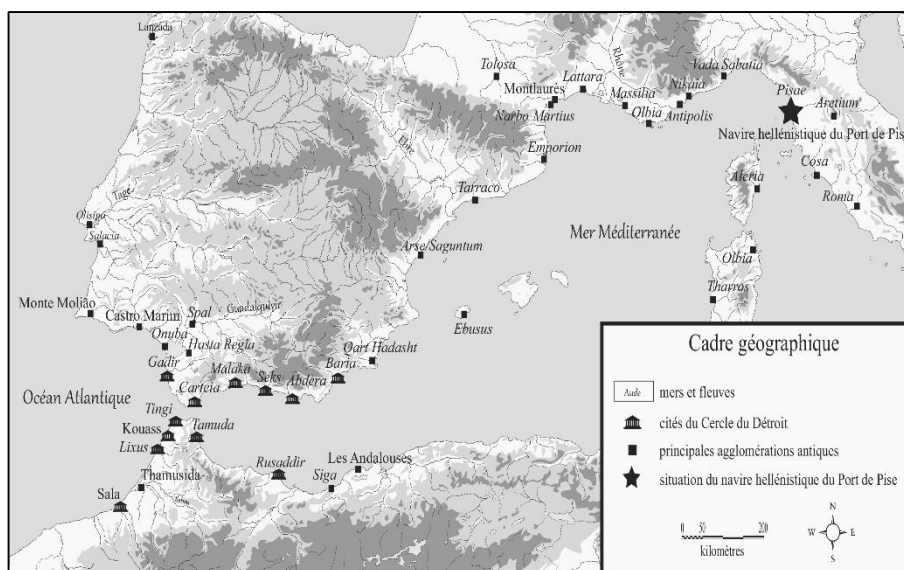 Lanzada
Tolosa
Montlaurès
Lattara
Narbo Martius
Rhône
Massilia
Olbia
Nikaia
Antipolis
Vada Sabatia
Pisae
Aretium
Navire hellénistique du Port de Pise
Emporion
Èbre
Tarraco
Aleria
Cosa
Roma
Tage
Olisipo
Salacia
Arse/Saguntum
Mer Méditerranée
Olbia
Tharros
Monte Molião
Castro Marim
Spal
Guadalquivir
Onuba
Hasta Regia
Ebusus
Qart Hadasht
Baria
Gadir
Malaka
Seks
Abdera
Carteia
Océan Atlantique
Tingi
Kouass
Tamuda
Lixus
Rusaddir
Les Andalouses
Siga
Thamusida
Sala
Cadre géographique
Aude mers et fleuves
cités du Cercle du Détroit
principales agglomérations antiques
situation du navire hellénistique du Port de Pise
0 50 200
kilomètres
N
W E
S